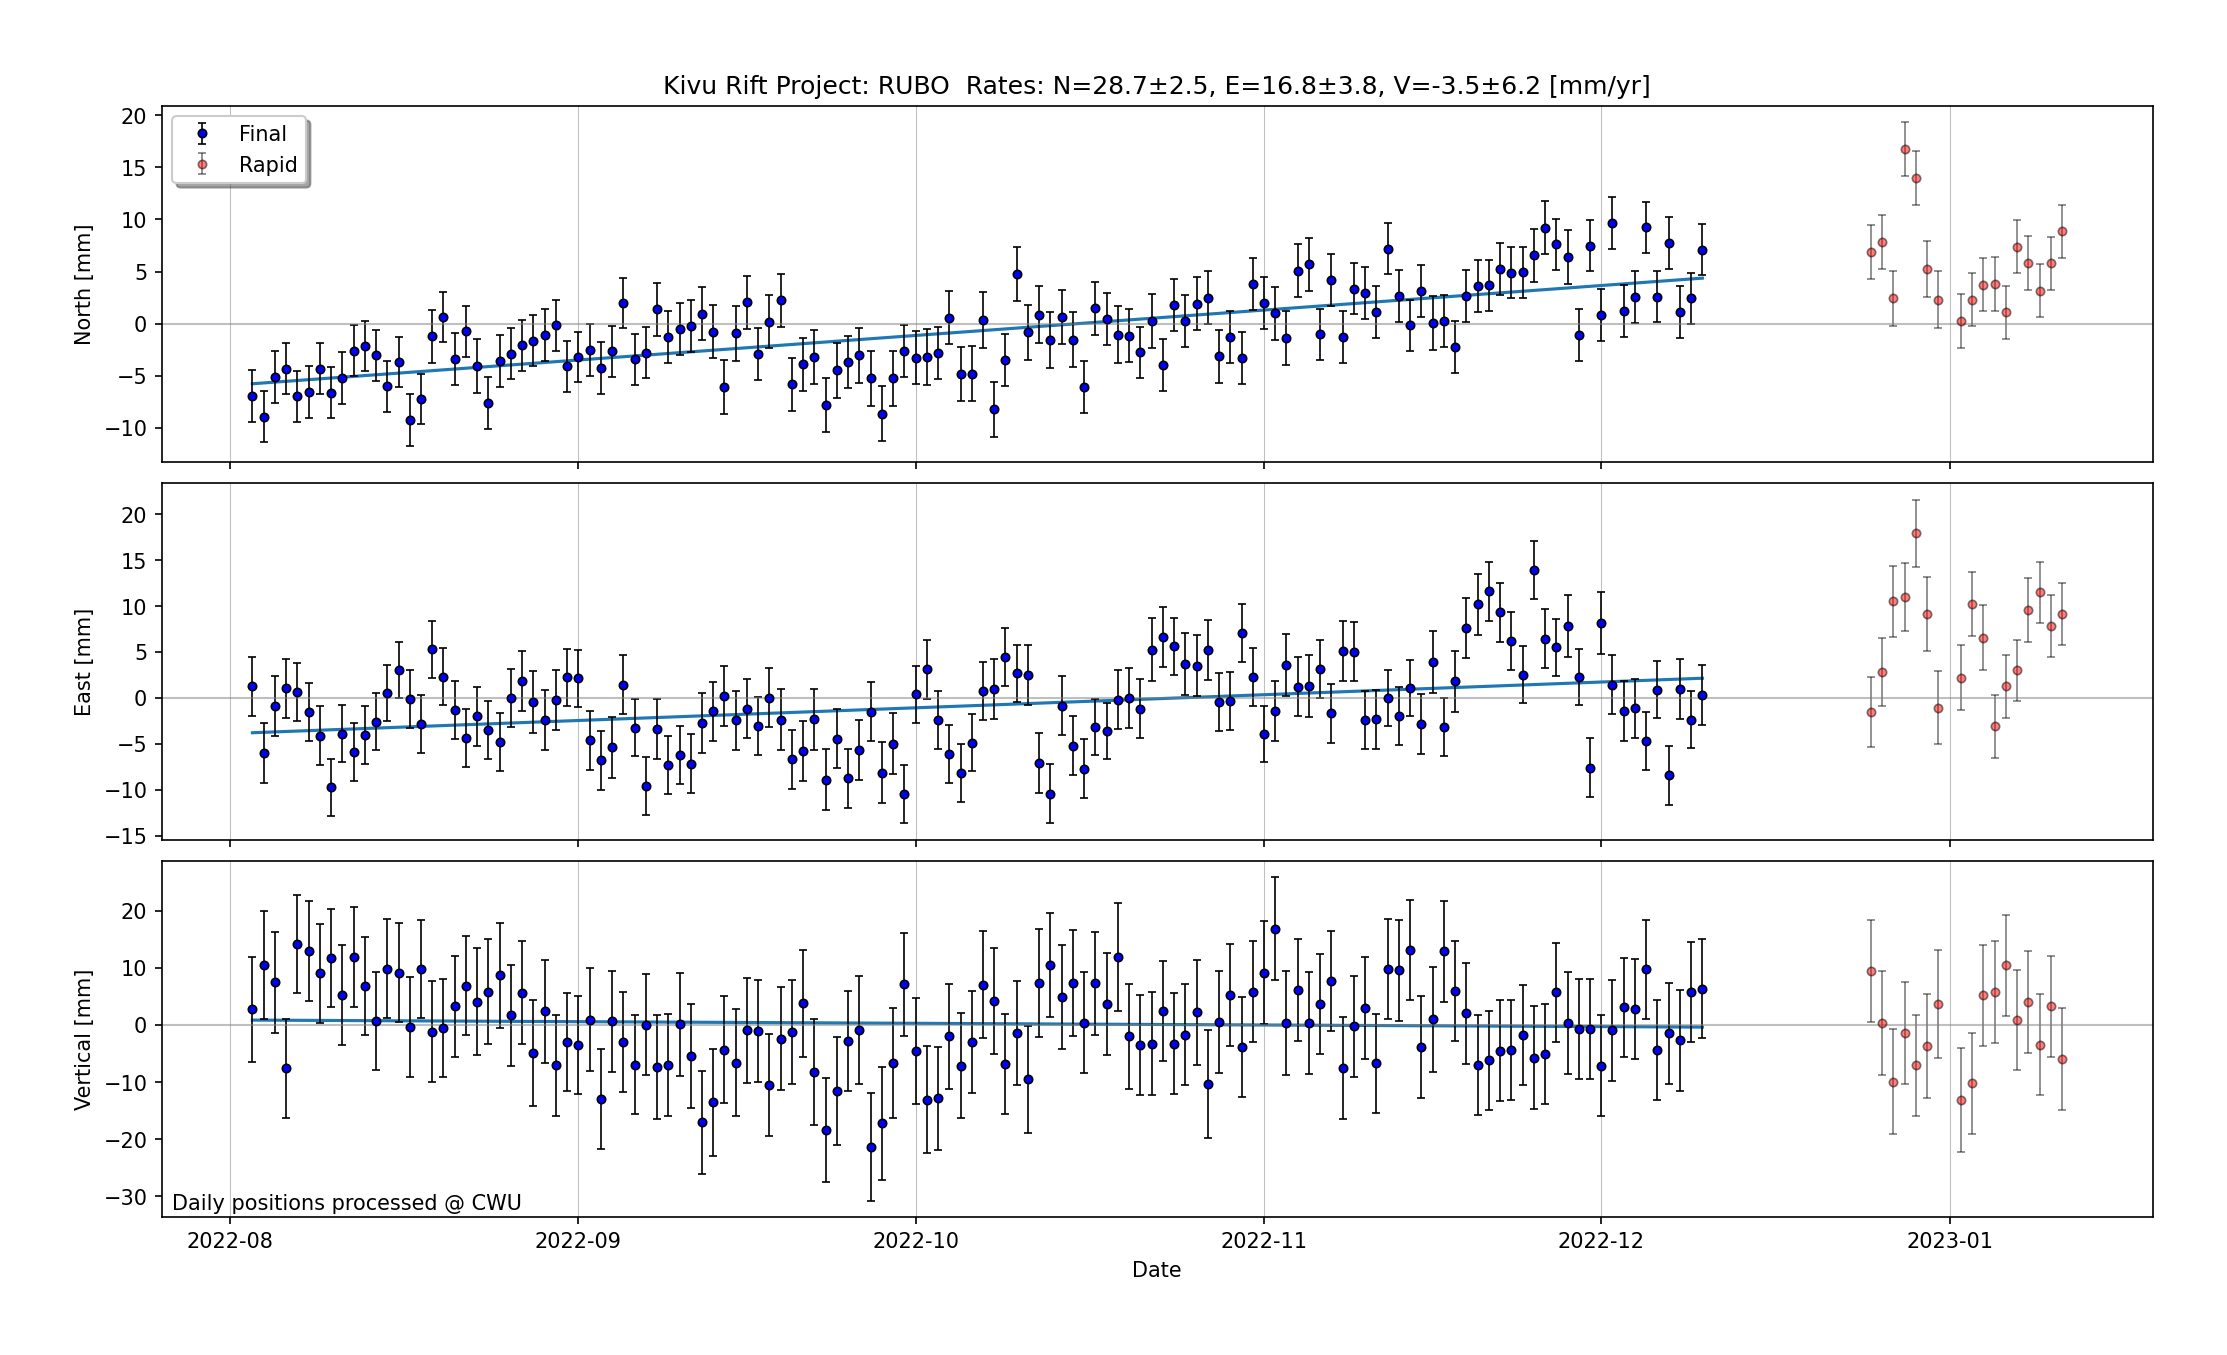 Kivu Rift Project: RUBO  Rates: N=28.7±2.5, E=16.8±3.8, V=-3.5±6.2 [mm/yr]
Final
Rapid
North [mm]
20
15
10
5
0
−5
−10
East [mm]
20
15
10
5
0
−5
−10
−15
Vertical [mm]
20
10
0
−10
−20
−30
Daily positions processed @ CWU
2022-08 2022-09 2022-10 2022-11 2022-12 2023-01
Date